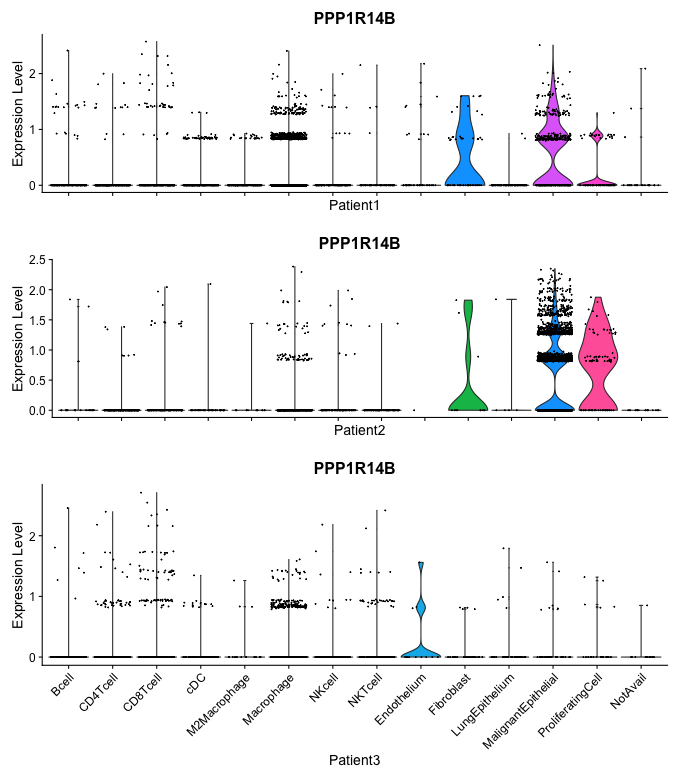 PPP1R14B
Expression Level
2
1
0
Patient1
PPP1R14B
Expression Level
2.5
2.0
1.5
1.0
0.5
0.0
Patient2
PPP1R14B
Expression Level
2
1
0
Bcell
CD4Tcell
CD8Tcell
cDC
M2Macrophage
Macrophage
NKcell
NKTcell
Endothelium
Fibroblast
LungEpithelium
MalignantEpithelial
ProliferatingCell
NotAvail
Patient3